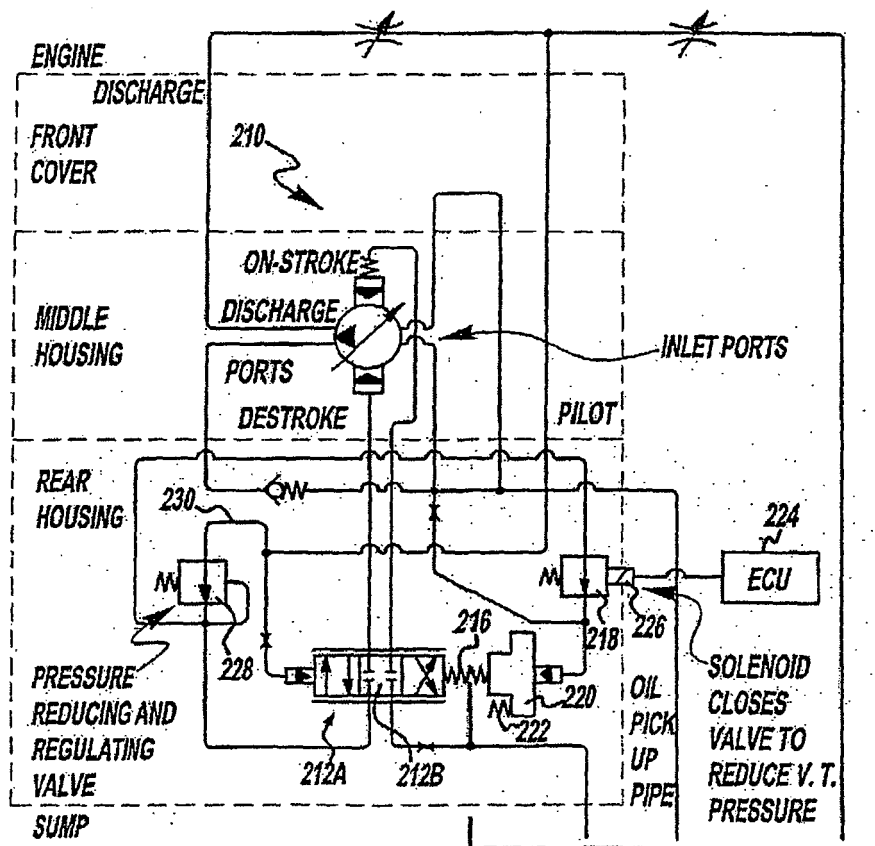 ENGINE
DISCHARGE
FRONT
COVER
210
ON-STROKE
DISCHARGE
MIDDLE
HOUSING
INLET PORTS
PORTS
DESTROKE
PILOT
REAR
HOUSING
230
224
ECU
228
216
218
226
PRESSURE
REDUCING AND
REGULATING
VALVE
220
222
212A
212B
OIL
PICK
UP
PIPE
SOLENOID
CLOSES
VALVE TO
REDUCE V. T.
PRESSURE
SUMP